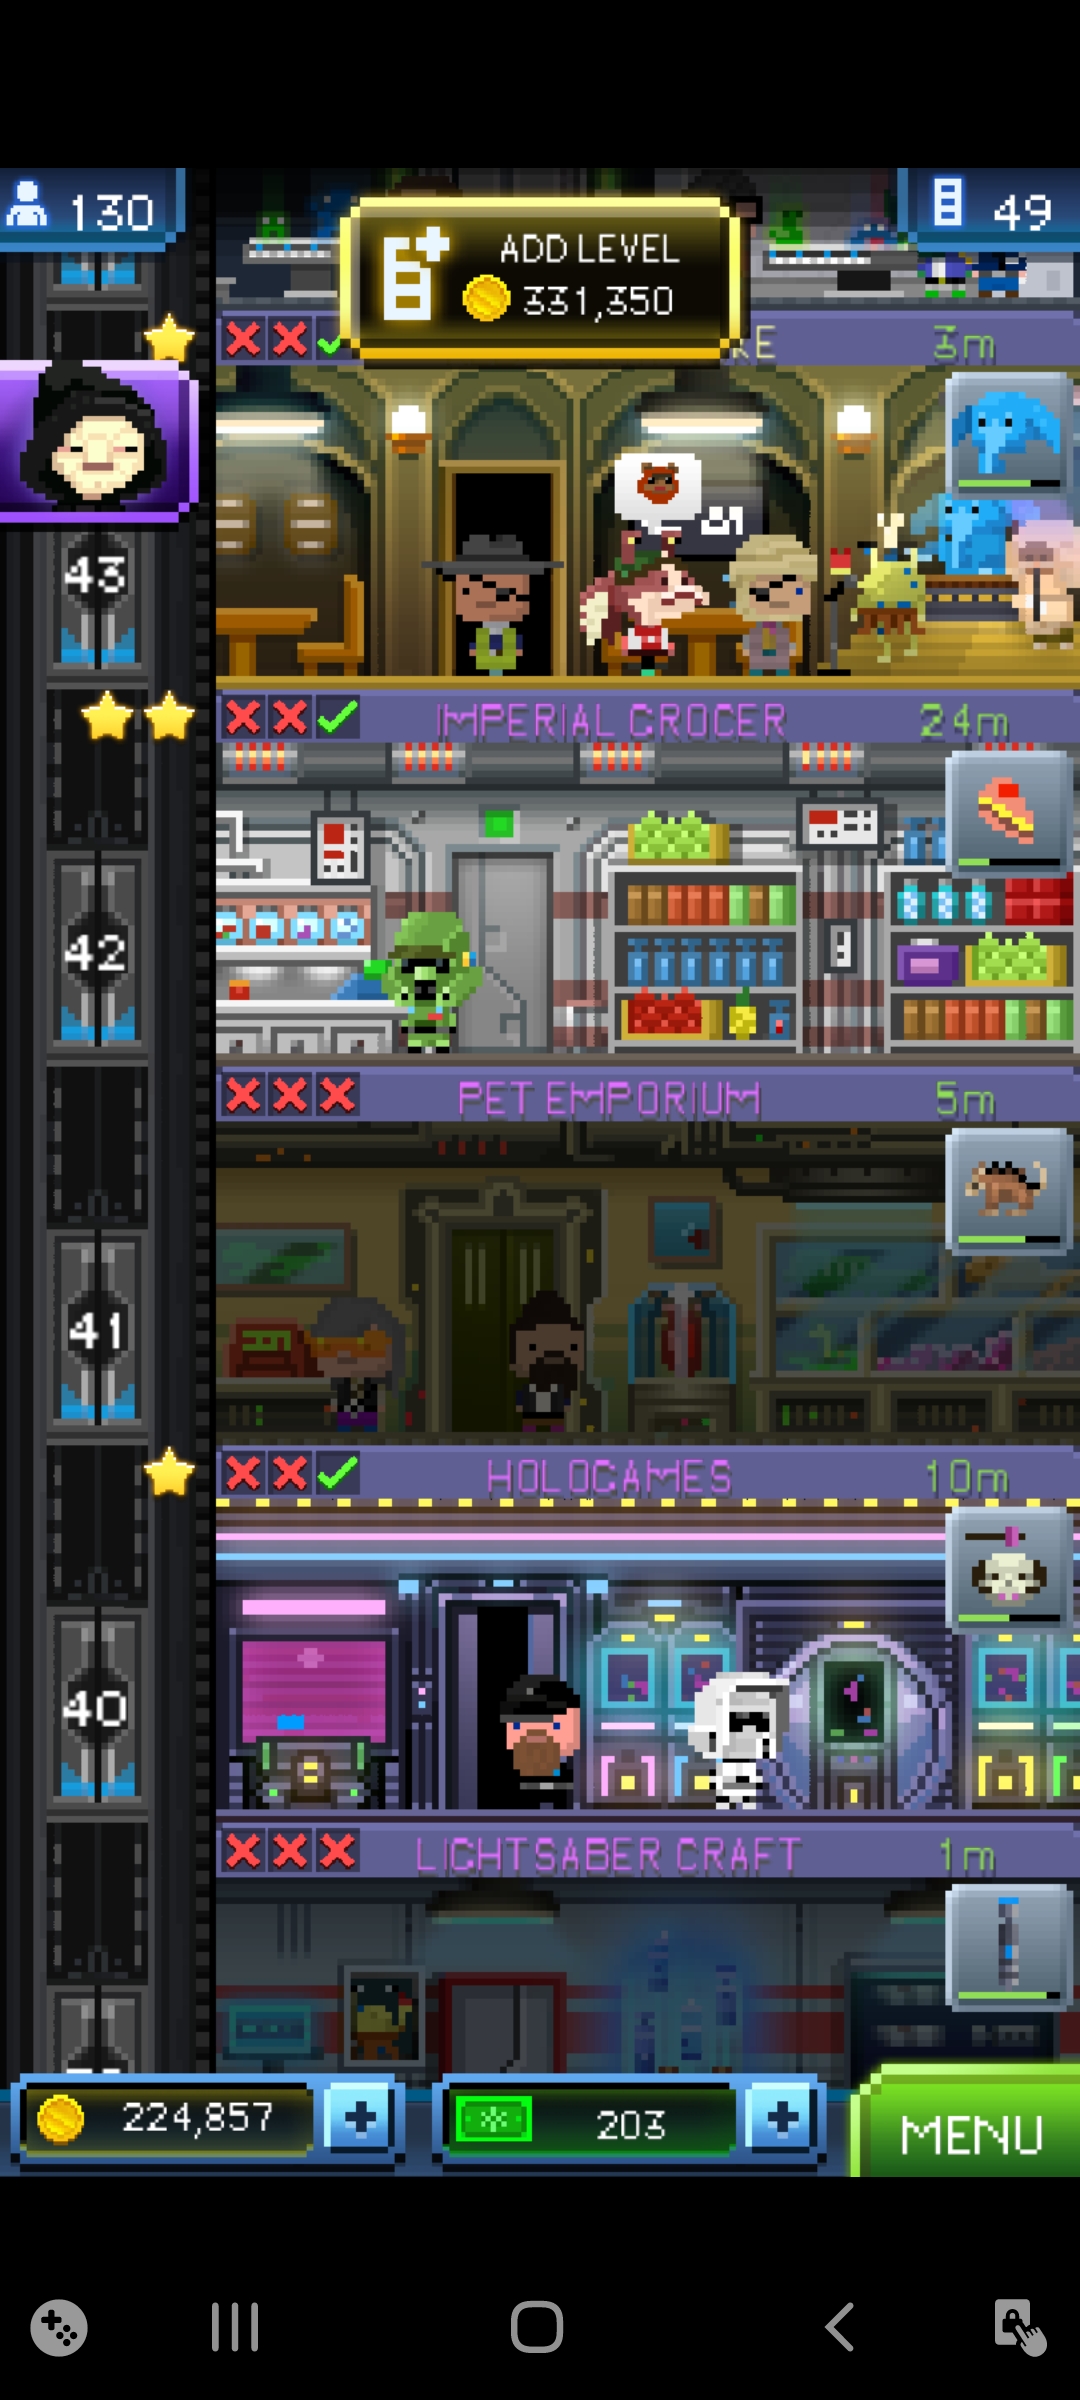 130
ADD LEVEL
331,350
49
KE 3m
43
IMPERIAL GROCER 24m
42
PET EMPORIUM 5m
41
HOLOGAMES 10m
40
LIGHTSABER CRAFT 1m
224,857
203
MENU